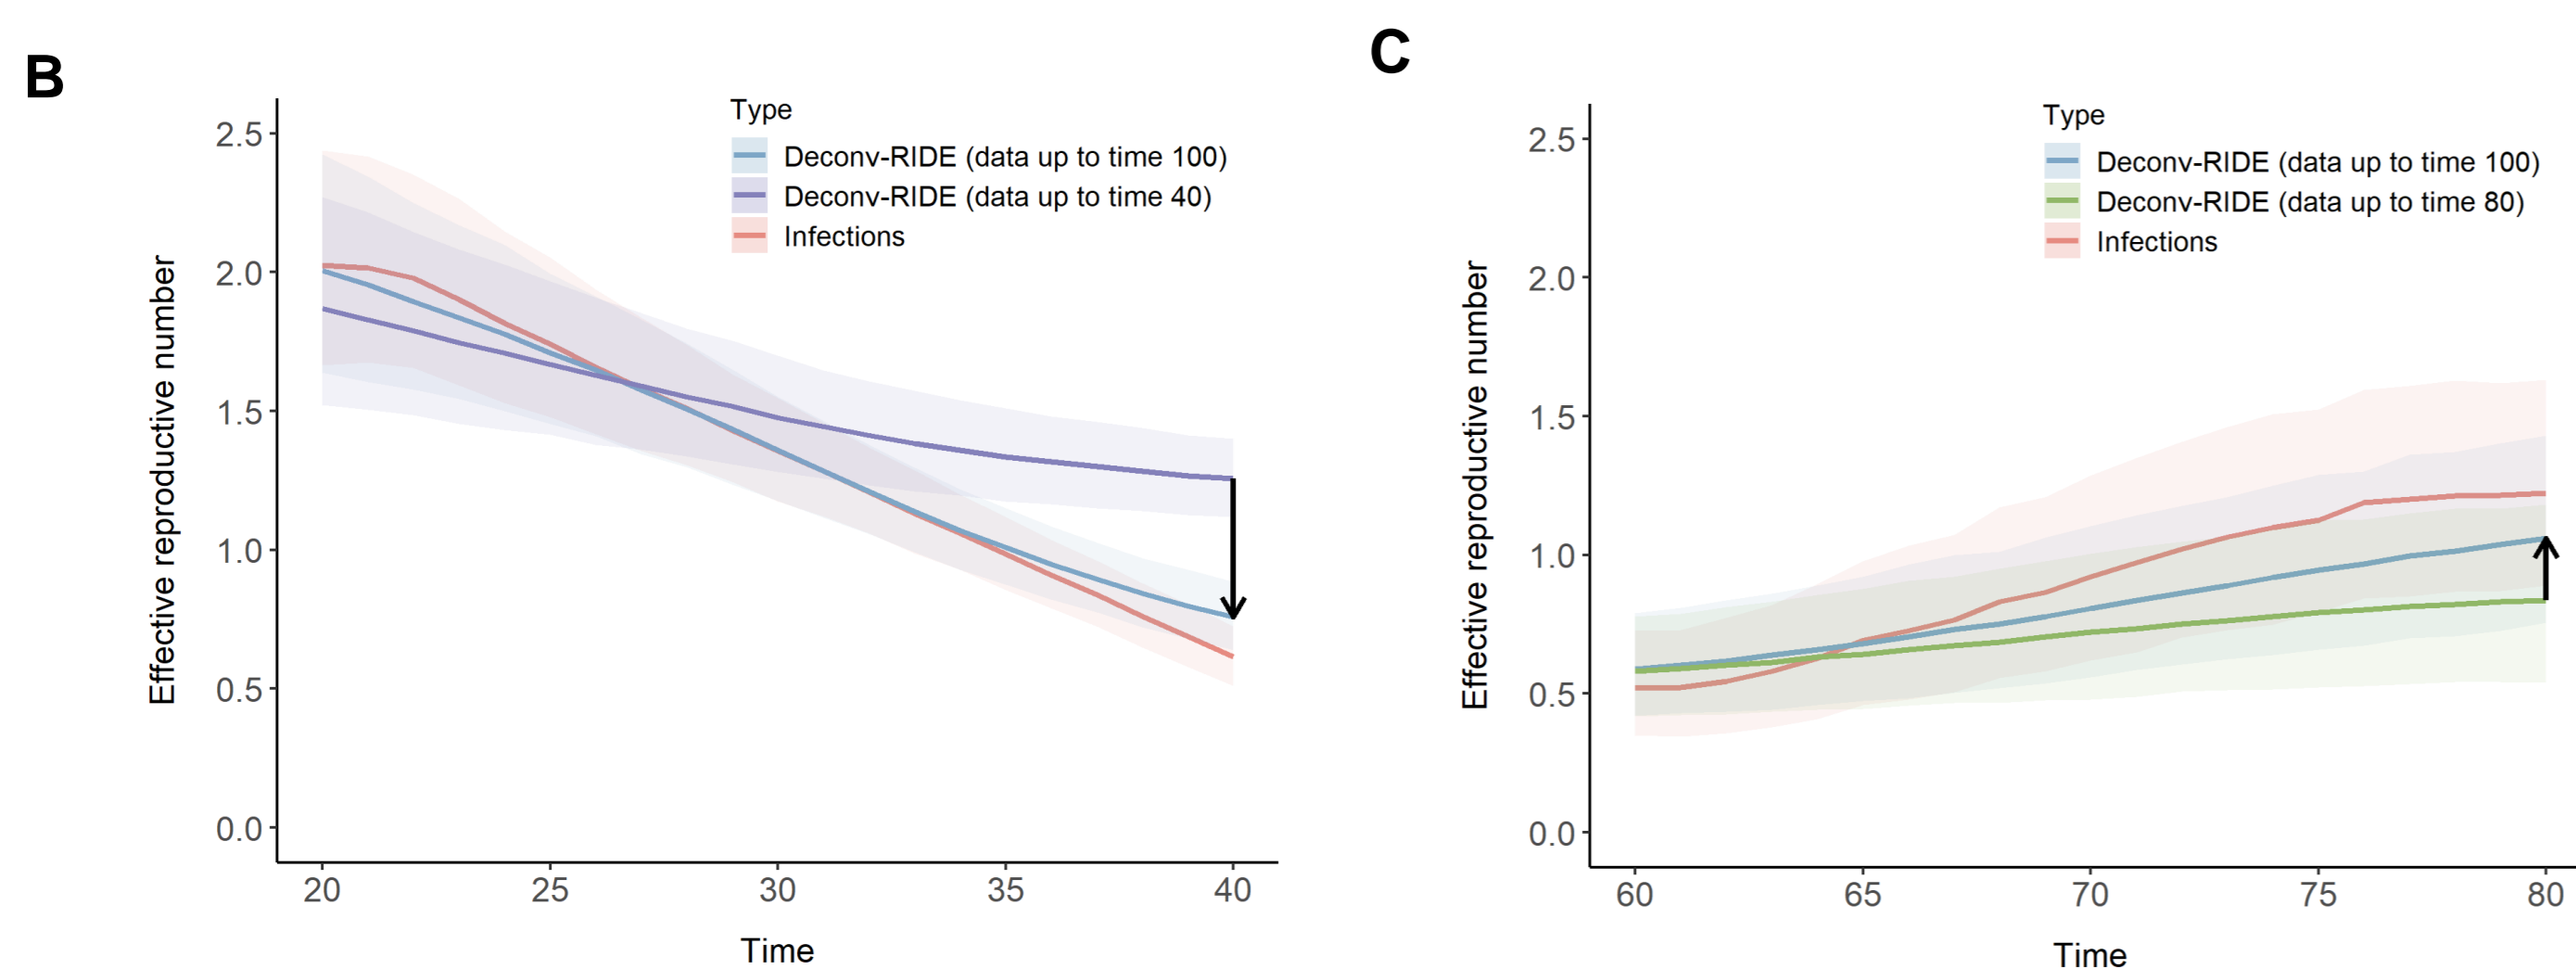 B
Type
Deconv-RIDE (data up to time 100)
Deconv-RIDE (data up to time 40)
Infections
Effective reproductive number
2.5
2.0
1.5
1.0
0.5
0.0
20 25 30 35 40
Time
C
Type
Deconv-RIDE (data up to time 100)
Deconv-RIDE (data up to time 80)
Infections
Effective reproductive number
2.5
2.0
1.5
1.0
0.5
0.0
60 65 70 75 80
Time